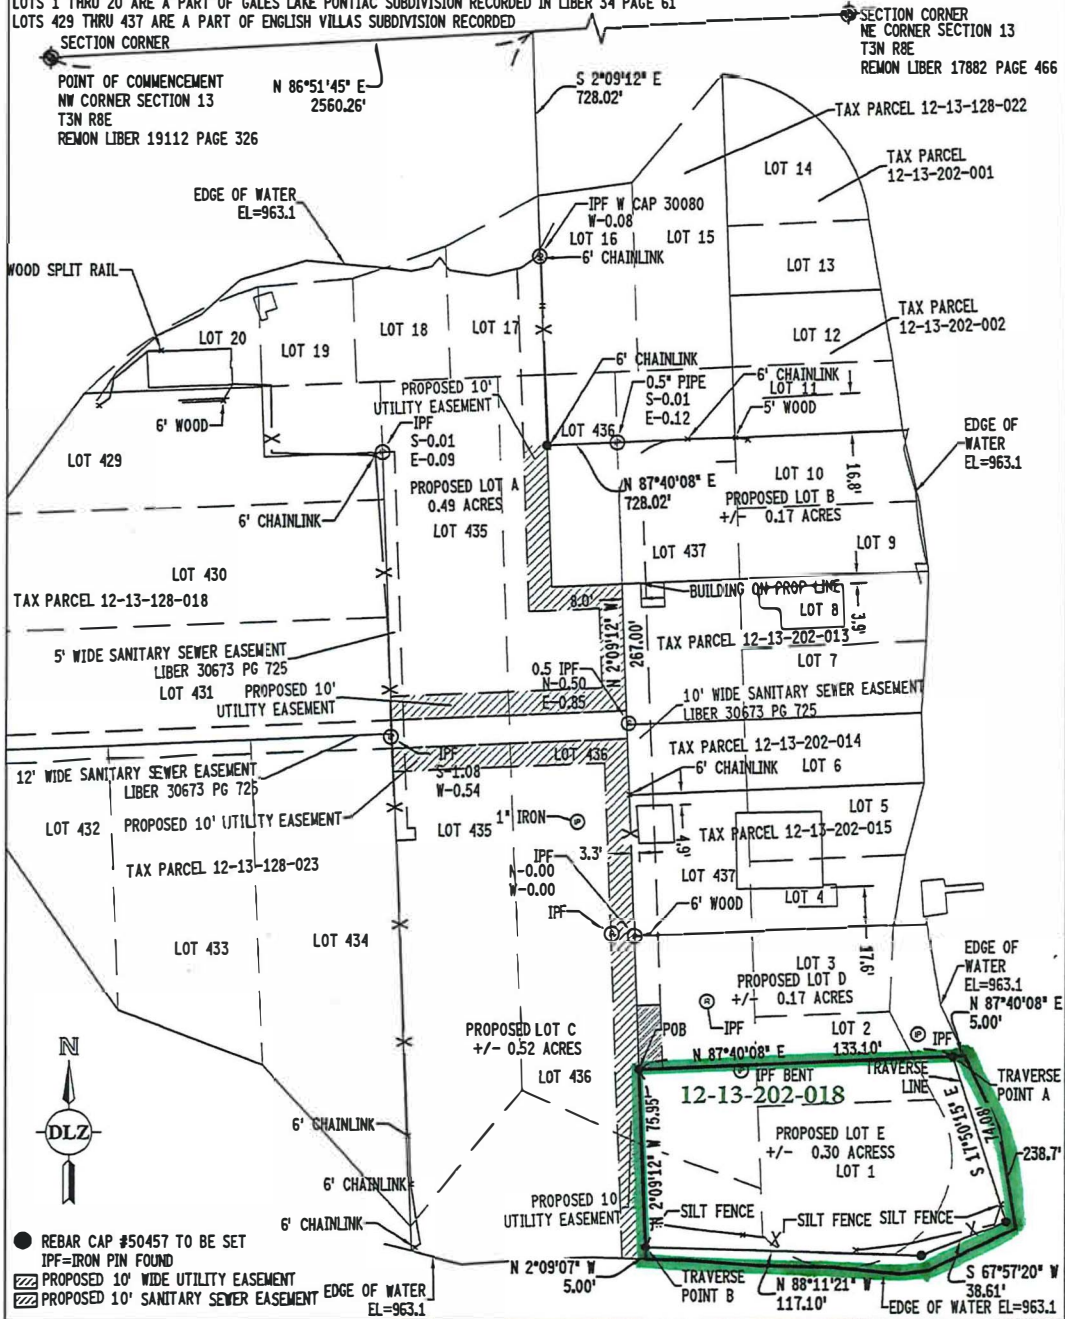 LOTS 1 THRU 20 ARE A PART OF GALES LAKE PONTIAC SUBDIVISION RECORDED IN LIBER 34 PAGE 61
LOTS 429 THRU 437 ARE A PART OF ENGLISH VILLAS SUBDIVISION RECORDED
SECTION CORNER
POINT OF COMMENCEMENT
NW CORNER SECTION 13
T3N R8E
REMON LIBER 19112 PAGE 326
N 86°51'45" E
2560.26'
S 2°09'12" E
728.02'
SECTION CORNER
NE CORNER SECTION 13
T3N R8E
REMON LIBER 17882 PAGE 466
TAX PARCEL 12-13-128-022
LOT 14
TAX PARCEL
12-13-202-001
EDGE OF WATER
EL=963.1
IPF W CAP 30080
W-0.08
LOT 16
LOT 15
6' CHAINLINK
WOOD SPLIT RAIL
LOT 13
TAX PARCEL
12-13-202-002
LOT 20
LOT 19
LOT 18
LOT 17
LOT 12
6' CHAINLINK
0.5" PIPE
S-0.01
E-0.12
6' CHAINLINK
LOT 11
5' WOOD
PROPOSED 10'
UTILITY EASEMENT
6' WOOD
IPF
S-0.01
E-0.09
LOT 436
EDGE OF
WATER
EL=963.1
LOT 429
PROPOSED LOT A
0.49 ACRES
LOT 435
N 87°40'08" E
728.02'
LOT 10
16.8'
PROPOSED LOT B
+/- 0.17 ACRES
6' CHAINLINK
LOT 437
LOT 9
LOT 430
TAX PARCEL 12-13-128-018
BUILDING ON PROP LINE
LOT 8
3.9'
8.0'
N 2°09'12" W
267.00'
TAX PARCEL 12-13-202-013
LOT 7
5' WIDE SANITARY SEWER EASEMENT
LIBER 30673 PG 725
LOT 431
PROPOSED 10'
UTILITY EASEMENT
0.5 IPF
N-0.50
E-0.85
10' WIDE SANITARY SEWER EASEMENT
LIBER 30673 PG 725
TAX PARCEL 12-13-202-014
6' CHAINLINK
LOT 6
12' WIDE SANITARY SEWER EASEMENT
LIBER 30673 PG 725
IPF
S-1.08
W-0.54
LOT 436
LOT 432
PROPOSED 10' UTILITY EASEMENT
LOT 435
1" IRON
LOT 5
TAX PARCEL 12-13-202-015
4.9'
3.3'
TAX PARCEL 12-13-128-023
IPF
N-0.00
W-0.00
LOT 437
LOT 4
6' WOOD
IPF
LOT 433
LOT 434
17.6'
LOT 3
PROPOSED LOT D
+/- 0.17 ACRES
EDGE OF
WATER
EL=963.1
N 87°40'08" E
5.00'
IPF
PROPOSED LOT C
+/- 0.52 ACRES
LOT 436
POB
LOT 2
N 87°40'08" E
133.10'
IPF
IPF BENT
TRAVERSE
LINE
TRAVERSE
POINT A
12-13-202-018
N
DLZ
N 2°09'12" W 75.95'
PROPOSED LOT E
+/- 0.30 ACRESS
LOT 1
S 17°50'15" E
74.08'
238.7'
6' CHAINLINK
6' CHAINLINK
6' CHAINLINK
PROPOSED 10
UTILITY EASEMENT
SILT FENCE
SILT FENCE
SILT FENCE
REBAR CAP #50457 TO BE SET
IPF=IRON PIN FOUND
PROPOSED 10' WIDE UTILITY EASEMENT
PROPOSED 10' SANITARY SEWER EASEMENT
EDGE OF WATER
EL=963.1
N 2°09'07" W
5.00'
TRAVERSE
POINT B
N 88°11'21" W
117.10'
S 67°57'20" W
38.61'
EDGE OF WATER EL=963.1